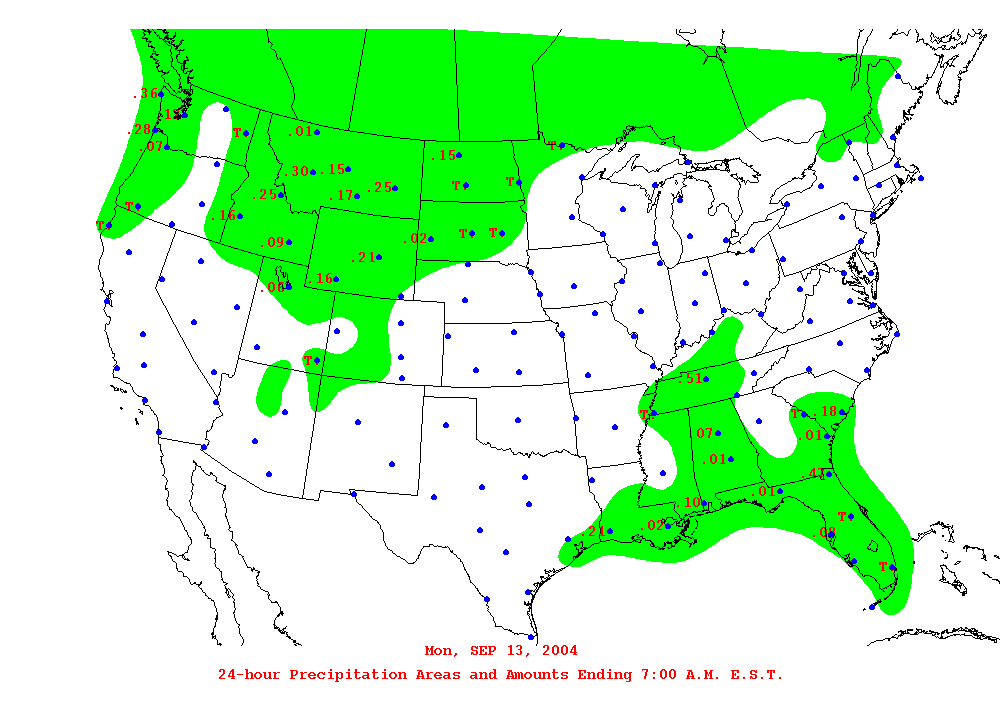 .36
.28
.07
T
.01
.15
T
.30 .15
.25
.17
.25
T
T
T
T
.16
.02
T
T
.09
.21
.16
T
.51
T
T
.18
.07
.01
.01
.47
.01
.10
T
.21
.02
.08
T
Mon, SEP 13, 2004
24-hour Precipitation Areas and Amounts Ending 7:00 A.M. E.S.T.